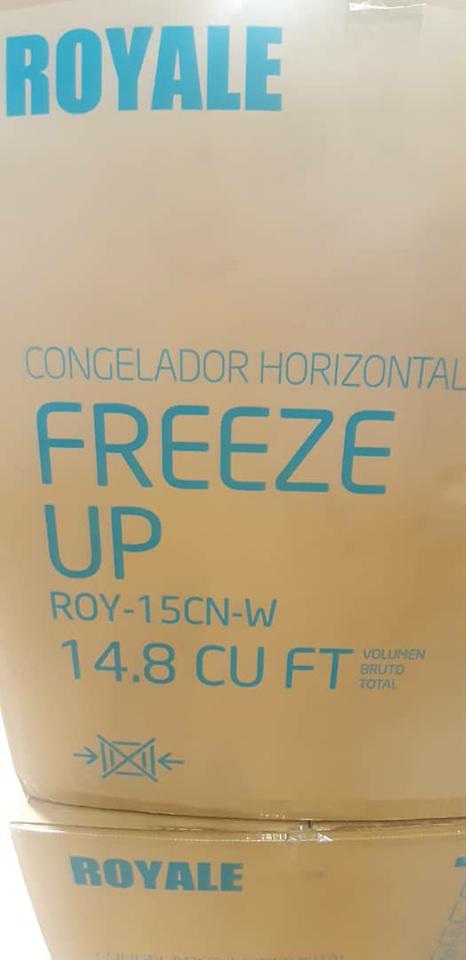 ROYALE
CONGELADOR HORIZONTAL
FREEZE
UP
ROY-15CN-W
14.8 CU FT
VOLUMEN
BRUTO
TOTAL
ROYALE